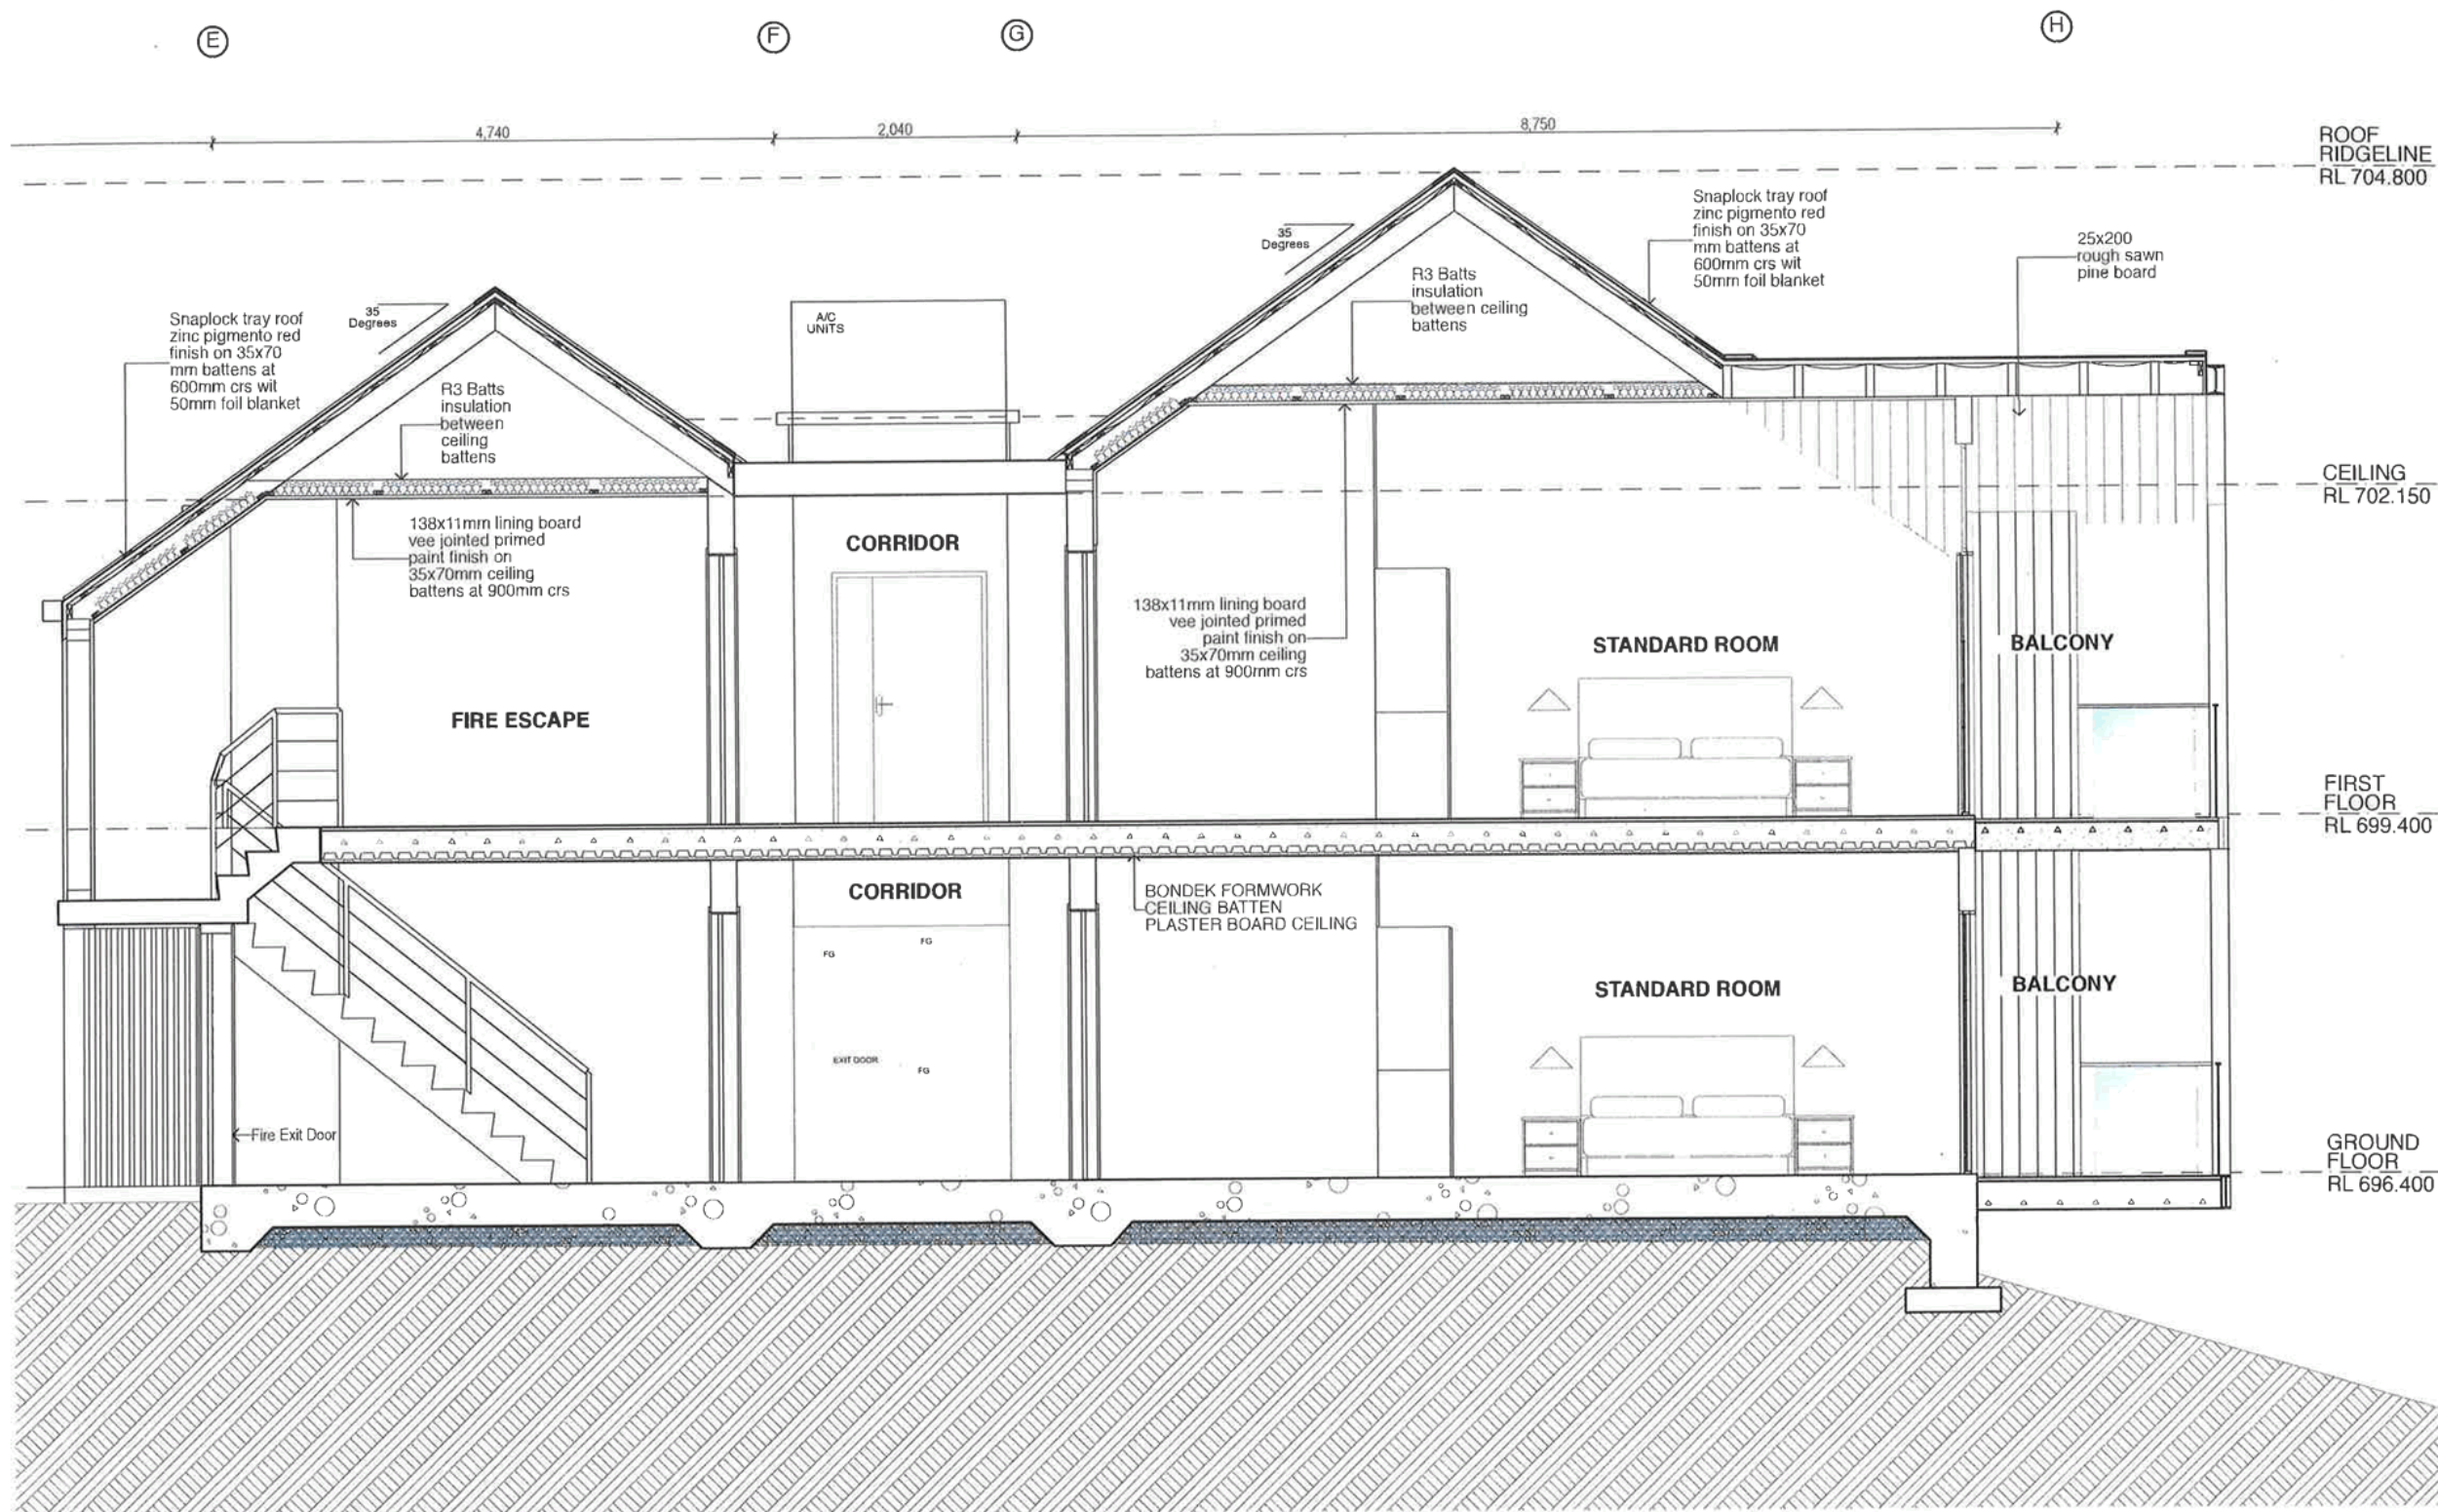 E
F
G
H
4,740
2,040
8,750
ROOF
RIDGELINE
RL 704.800
Snaplock tray roof
zinc pigmento red
finish on 35x70
mm battens at
600mm crs wit
50mm foil blanket
35
Degrees
R3 Batts
insulation
between ceiling
battens
25x200
rough sawn
pine board
Snaplock tray roof
zinc pigmento red
finish on 35x70
mm battens at
600mm crs wit
50mm foil blanket
35
Degrees
A/C
UNITS
R3 Batts
insulation
between
ceiling
battens
CEILING
RL 702.150
138x11mm lining board
vee jointed primed
paint finish on
35x70mm ceiling
battens at 900mm crs
CORRIDOR
138x11mm lining board
vee jointed primed
paint finish on
35x70mm ceiling
battens at 900mm crs
STANDARD ROOM
BALCONY
FIRE ESCAPE
FIRST
FLOOR
RL 699.400
CORRIDOR
BONDEK FORMWORK
CEILING BATTEN
PLASTER BOARD CEILING
FG
FG
STANDARD ROOM
BALCONY
EXIT DOOR
FG
Fire Exit Door
GROUND
FLOOR
RL 696.400